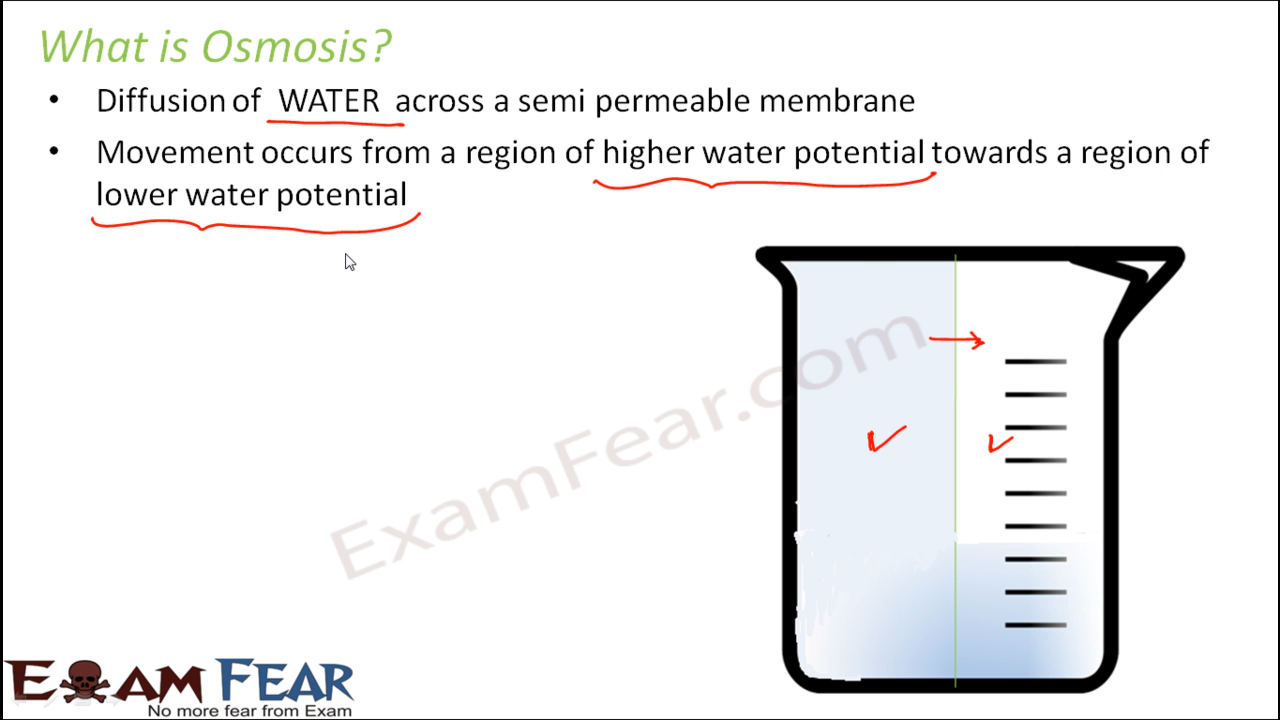 What is Osmosis?
• Diffusion of WATER across a semi permeable membrane
• Movement occurs from a region of higher water potential towards a region of
lower water potential
ExamFear.com
EXAM FEAR
No more fear from Exam